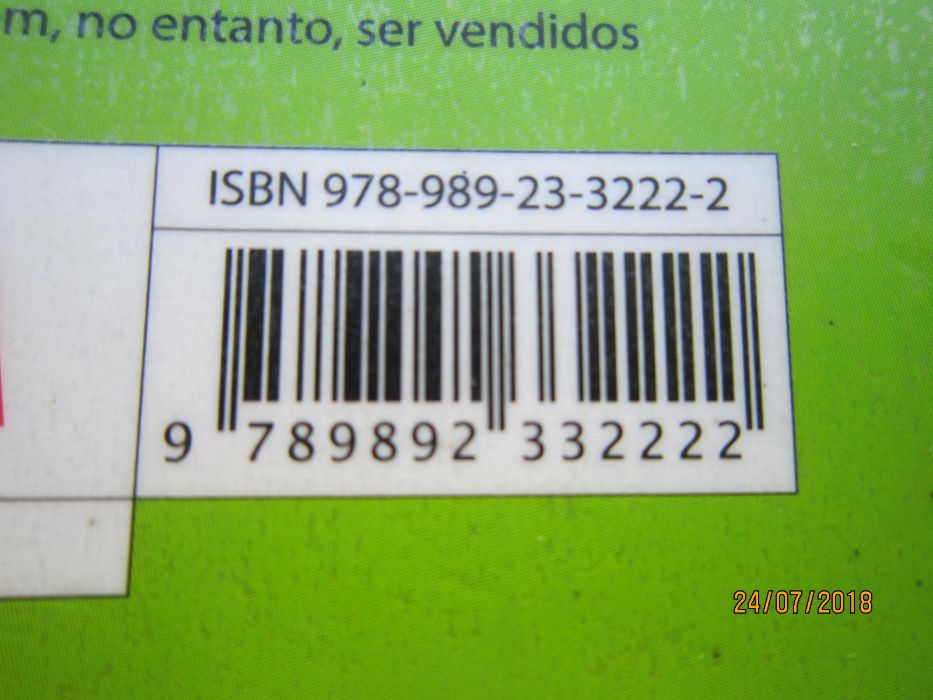 m, no entanto, ser vendidos
ISBN 978-989-23-3222-2
9 789892 332222
24/07/2018